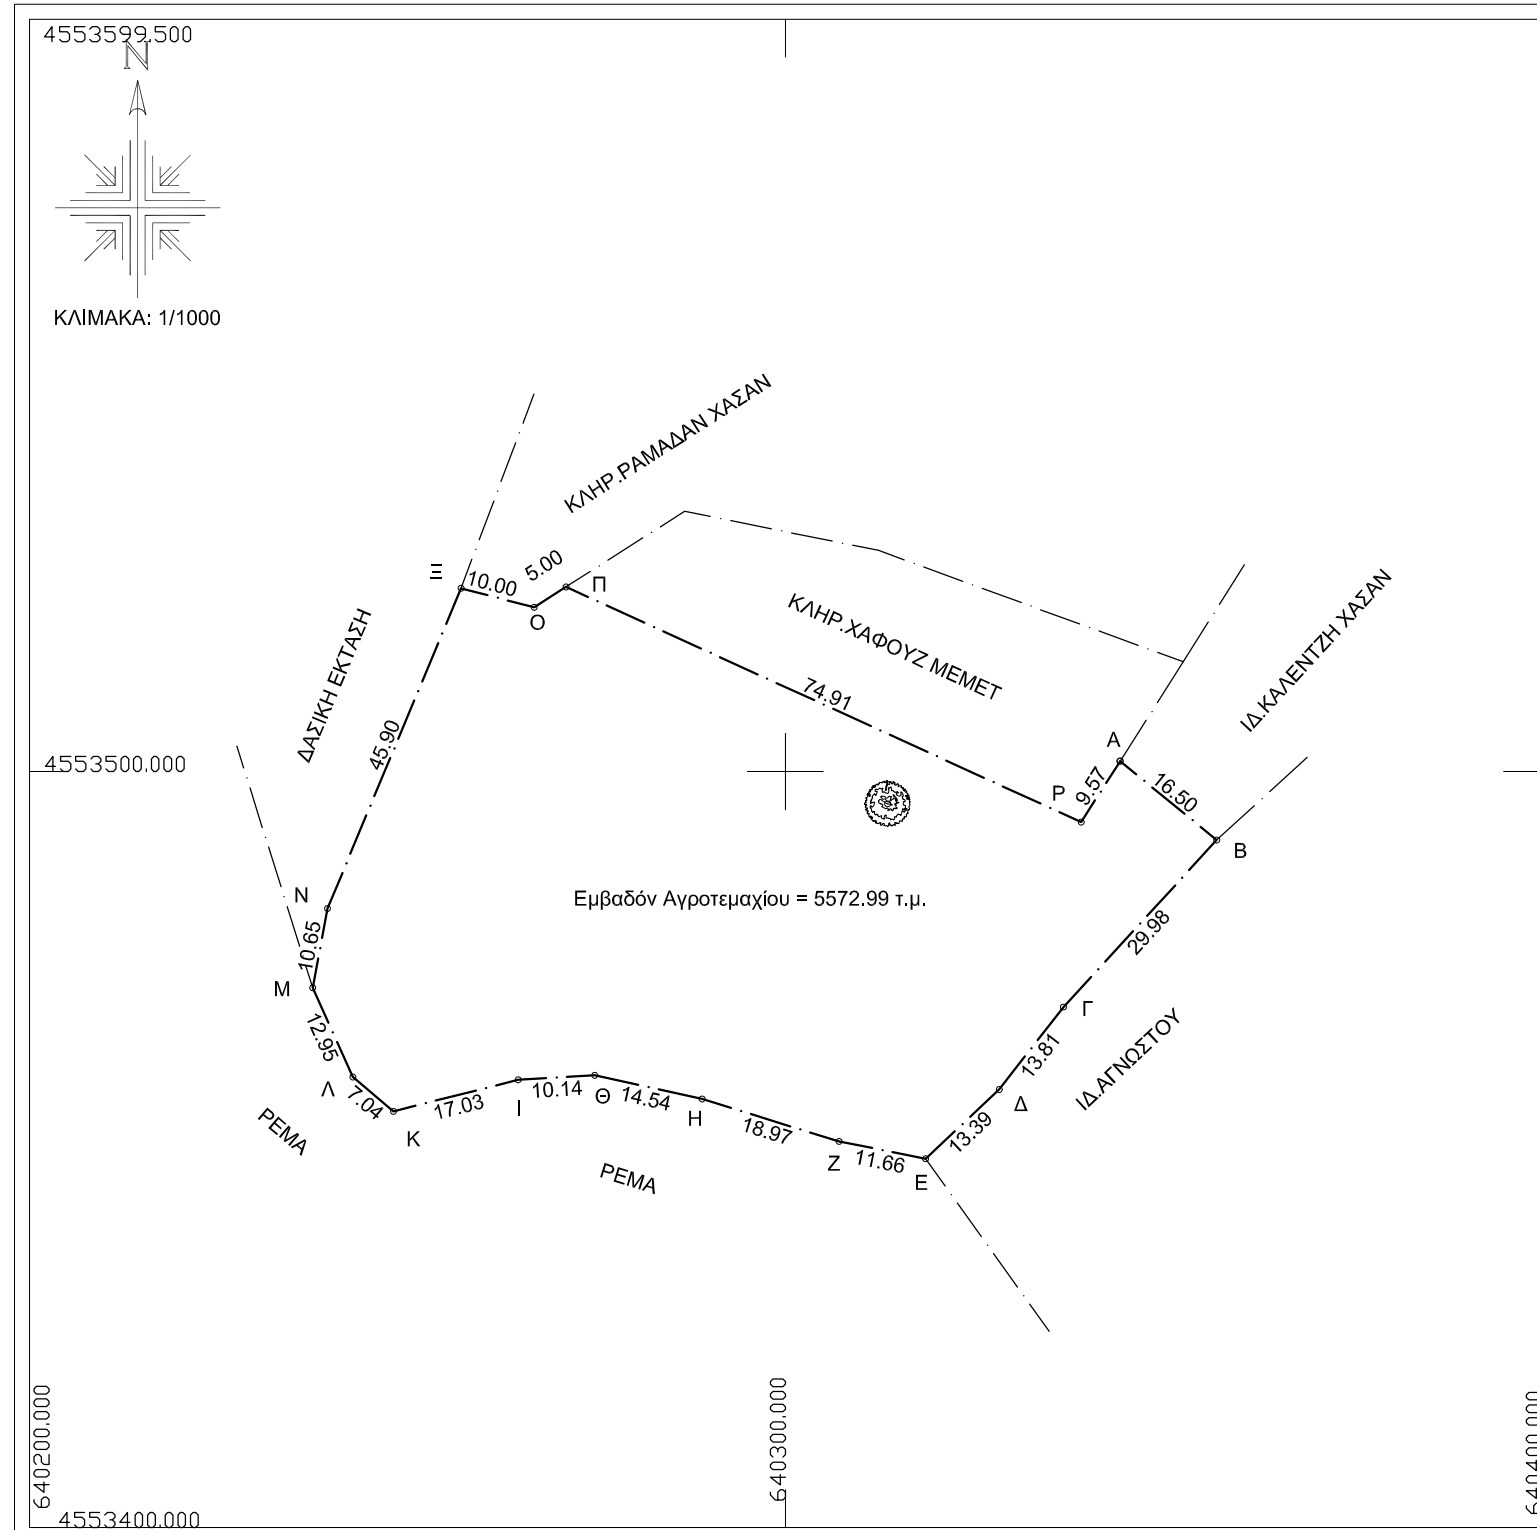 4553599.500
N
ΚΛΙΜΑΚΑ: 1/1000
ΚΛΗΡ.ΡΑΜΑΔΑΝ ΧΑΣΑΝ
Ξ
10.00
5.00
Π
Ο
ΚΛΗΡ.ΧΑΦΟΥΖ ΜΕΜΕΤ
ΙΔ.ΚΑΛΕΝΤΖΗ ΧΑΣΑΝ
ΔΑΣΙΚΗ ΕΚΤΑΣΗ
45.90
74.91
Α
4553500.000
Ρ
9.57
16.50
Β
Ν
Εμβαδόν Αγροτεμαχίου = 5572.99 τ.μ.
29.98
10.65
Μ
Γ
12.95
13.81
ΙΔ.ΑΓΝΩΣΤΟΥ
Λ
7.04
Κ
17.03
Ι
10.14
Θ
14.54
Η
18.97
Ζ
11.66
Ε
13.39
Δ
ΡΕΜΑ
ΡΕΜΑ
640200.000
640300.000
640400.000
4553400.000